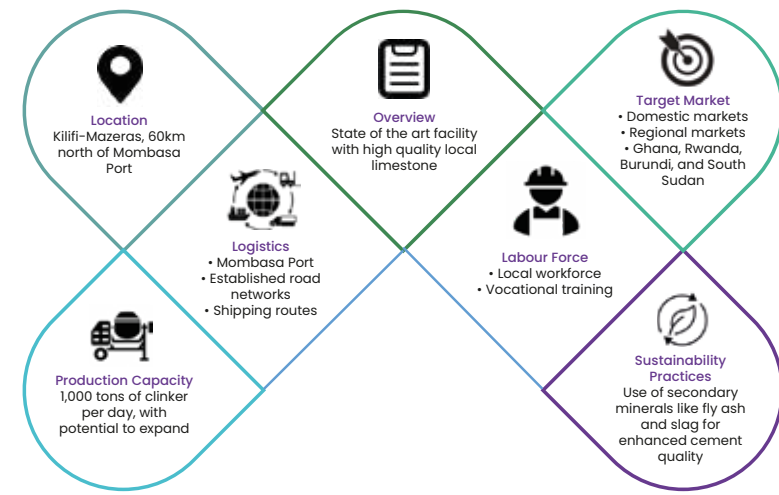 Location
Kilifi-Mazeras, 60km
north of Mombasa
Port
Overview
State of the art facility
with high quality local
limestone
Target Market
• Domestic markets
• Regional markets
• Ghana, Rwanda,
Burundi, and South
Sudan
Logistics
• Mombasa Port
• Established road
networks
• Shipping routes
Labour Force
• Local workforce
• Vocational training
Production Capacity
1,000 tons of clinker
per day, with
potential to expand
Sustainability
Practices
Use of secondary
minerals like fly ash
and slag for
enhanced cement
quality